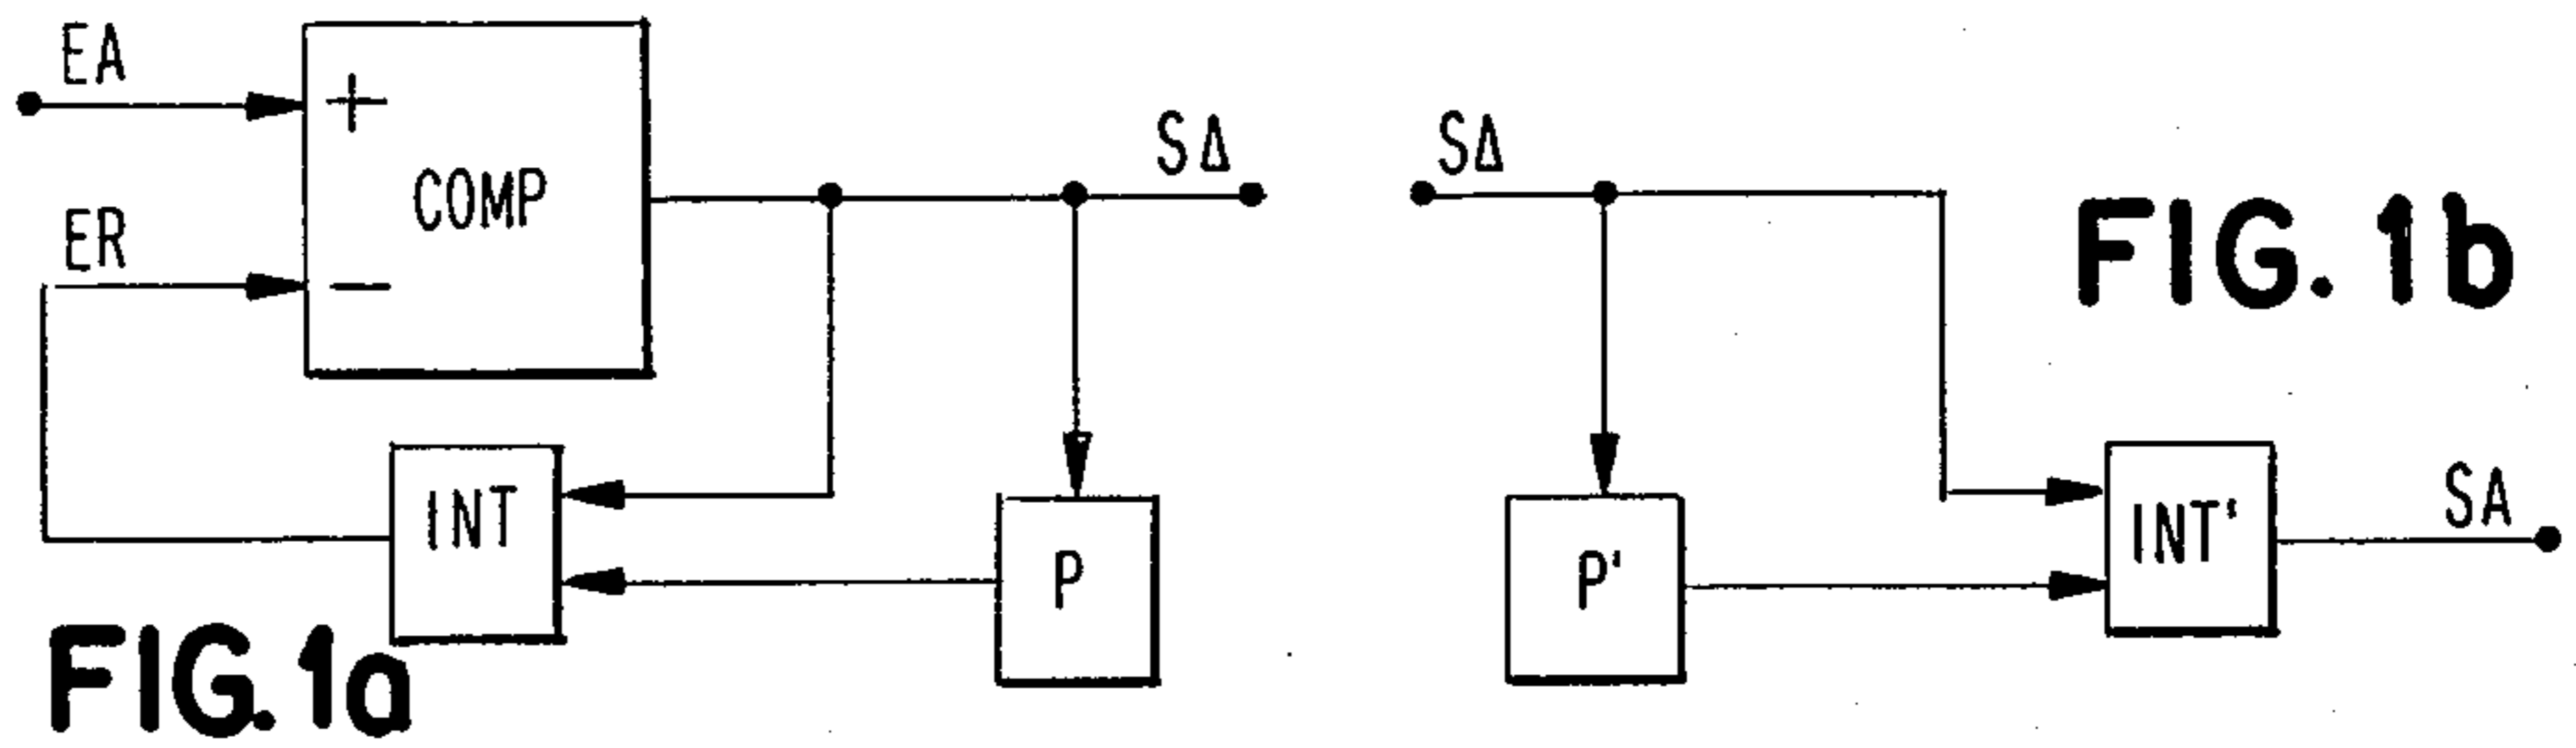 EA
+
COMP
SΔ
ER
−
INT
P
FIG.1a
SΔ
FIG. 1b
P'
INT'
SA